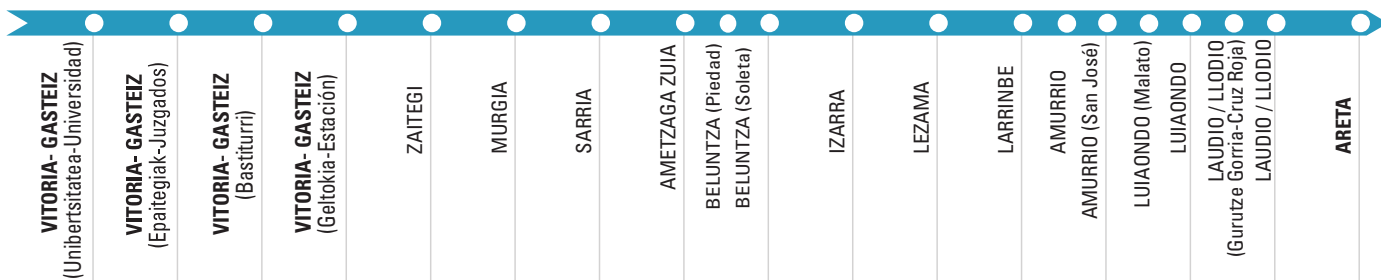 VITORIA- GASTEIZ
(Unibertsitatea-Universidad)
VITORIA- GASTEIZ
(Epaitegiak-Juzgados)
VITORIA- GASTEIZ
(Bastiturri)
VITORIA- GASTEIZ
(Geltokia-Estación)
ZAITEGI
MURGIA
SARRIA
AMETZAGA ZUIA
BELUNTZA (Piedad)
BELUNTZA (Soleta)
IZARRA
LEZAMA
LARRINBE
AMURRIO
AMURRIO (San José)
LUIAONDO (Malato)
LUIAONDO
LAUDIO / LLODIO
(Gurutze Gorria-Cruz Roja)
LAUDIO / LLODIO
ARETA